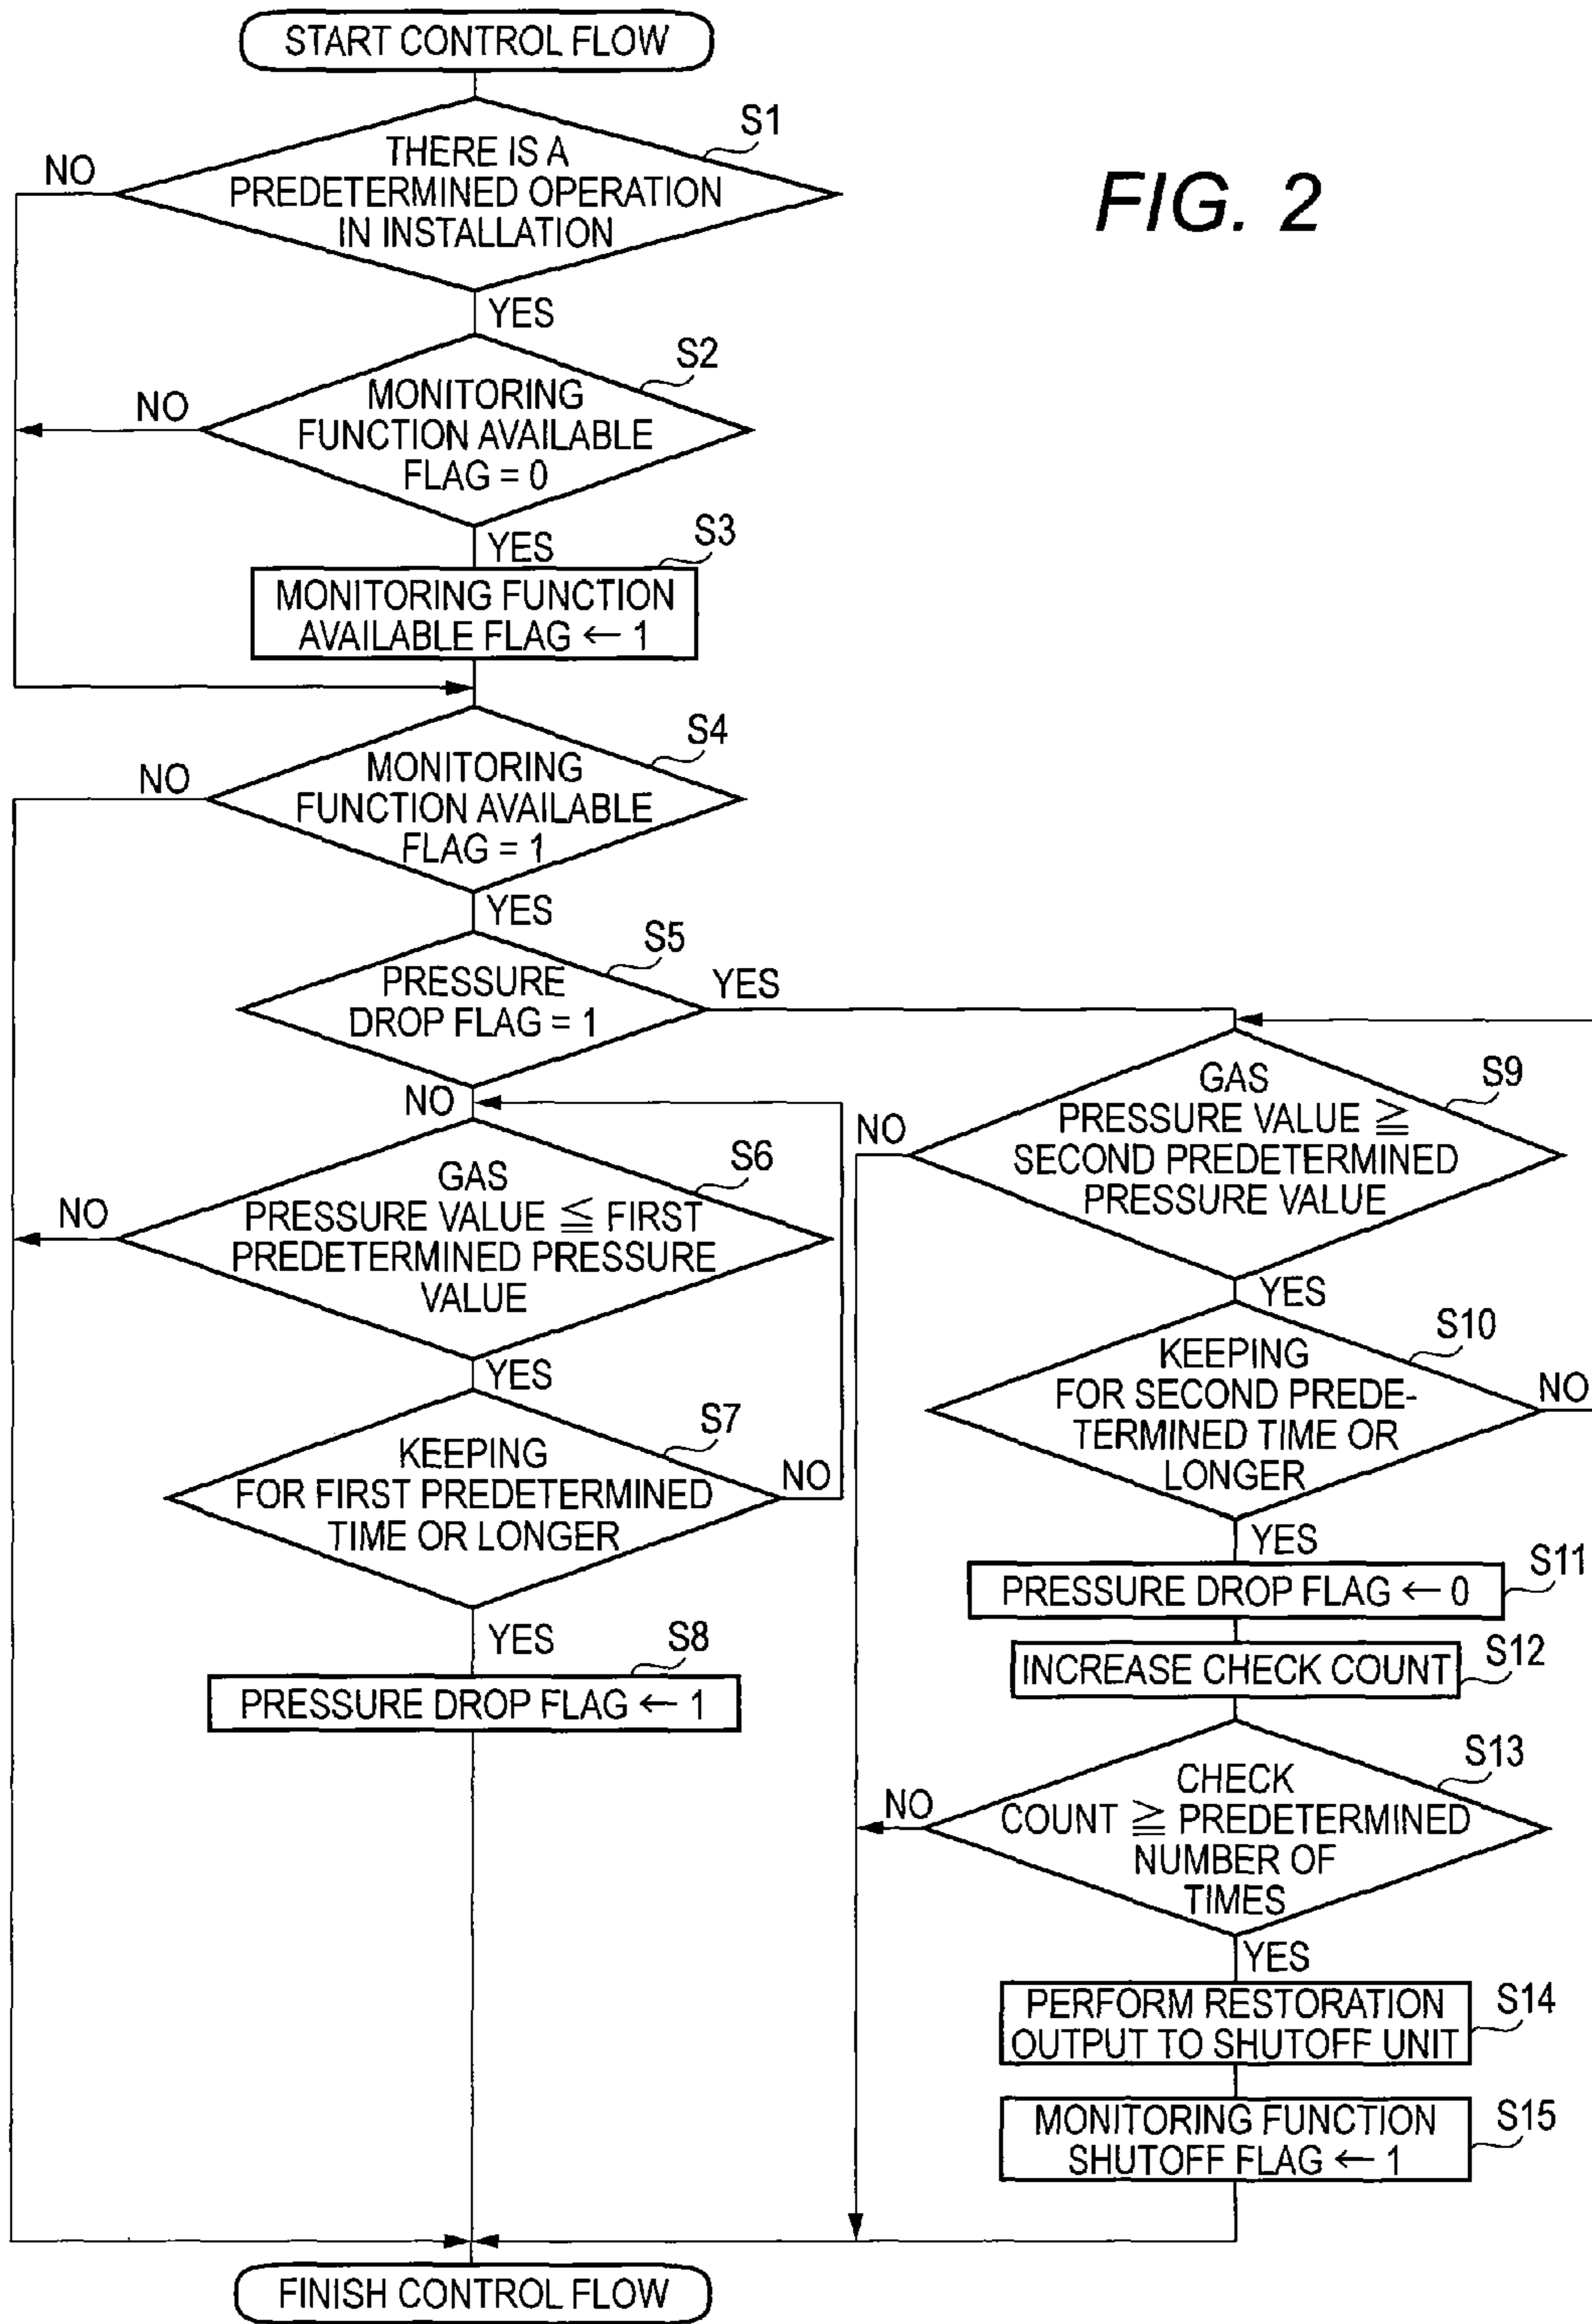 START CONTROL FLOW
FIG. 2
S1
THERE IS A
PREDETERMINED OPERATION
IN INSTALLATION
NO
YES
S2
MONITORING
FUNCTION AVAILABLE
FLAG = 0
NO
YES
S3
MONITORING FUNCTION
AVAILABLE FLAG ← 1
S4
MONITORING
FUNCTION AVAILABLE
FLAG = 1
NO
YES
S5
PRESSURE
DROP FLAG = 1
YES
NO
S6
GAS
PRESSURE VALUE ≦ FIRST
PREDETERMINED PRESSURE
VALUE
NO
YES
S7
KEEPING
FOR FIRST PREDETERMINED
TIME OR LONGER
NO
YES
S8
PRESSURE DROP FLAG ← 1
S9
GAS
PRESSURE VALUE ≧
SECOND PREDETERMINED
PRESSURE VALUE
NO
YES
S10
KEEPING
FOR SECOND PREDE-
TERMINED TIME OR
LONGER
NO
YES
S11
PRESSURE DROP FLAG ← 0
S12
INCREASE CHECK COUNT
S13
CHECK
COUNT ≧ PREDETERMINED
NUMBER OF
TIMES
NO
YES
S14
PERFORM RESTORATION
OUTPUT TO SHUTOFF UNIT
S15
MONITORING FUNCTION
SHUTOFF FLAG ← 1
FINISH CONTROL FLOW